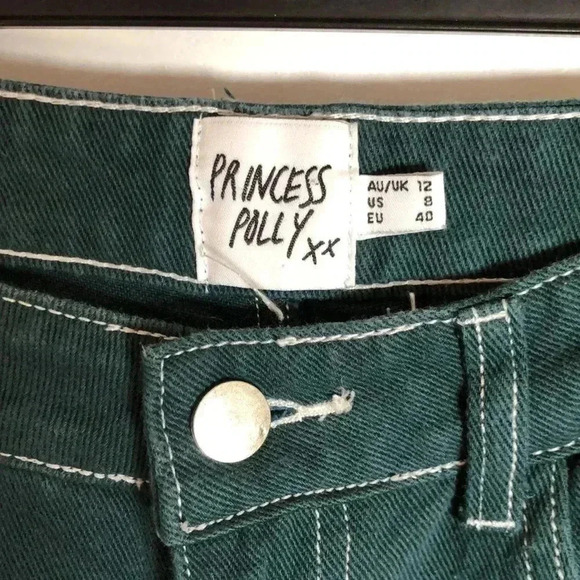 PRINCESS
POLLY xx
AU/UK 12
US 8
EU 40